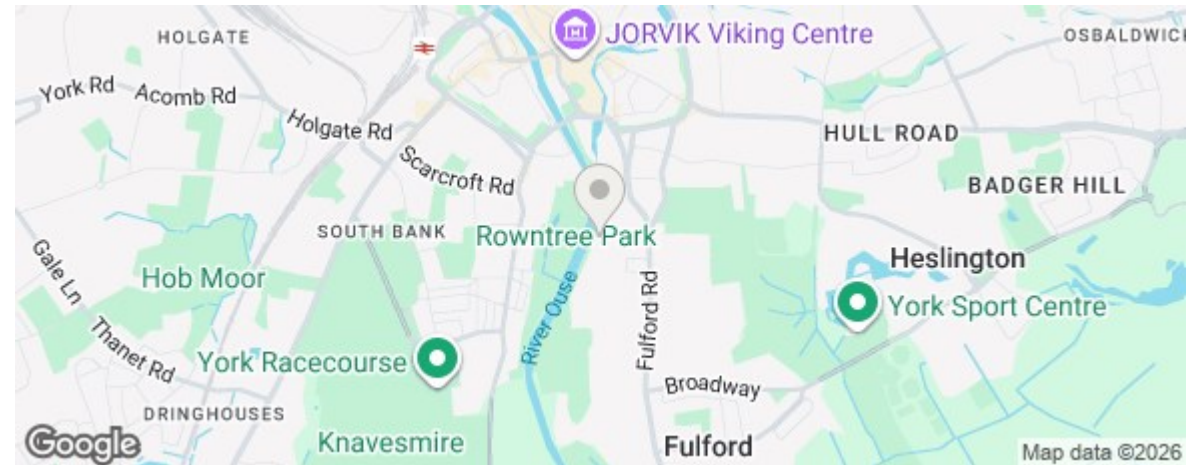 HOLGATE
JORVIK Viking Centre
OSBALDWICK
York Rd
Acomb Rd
Holgate Rd
HULL ROAD
Scarcroft Rd
BADGER HILL
SOUTH BANK
Rowntree Park
Gale Ln
Hob Moor
Heslington
River Ouse
Fulford Rd
York Sport Centre
Thanet Rd
York Racecourse
Broadway
DRINGHOUSES
Knavesmire
Fulford
Google
Map data ©2026